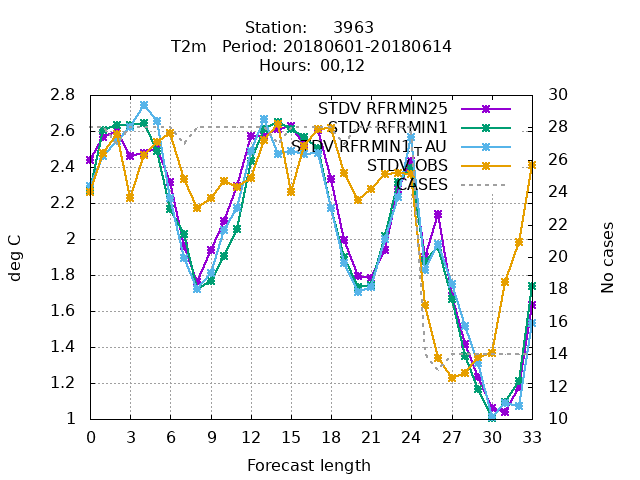 Station: 3963
T2m Period: 20180601-20180614
Hours: 00,12
2.8 30
STDV RFRMIN25
2.6 28
STDV RFRMIN1
STDV RFRMIN1+AU
2.4 26
STDV OBS
CASES
2.2 24
2 22
1.8 20
1.6 18
1.4 16
1.2 14
1 12
10
deg C
No cases
0 3 6 9 12 15 18 21 24 27 30 33
Forecast length